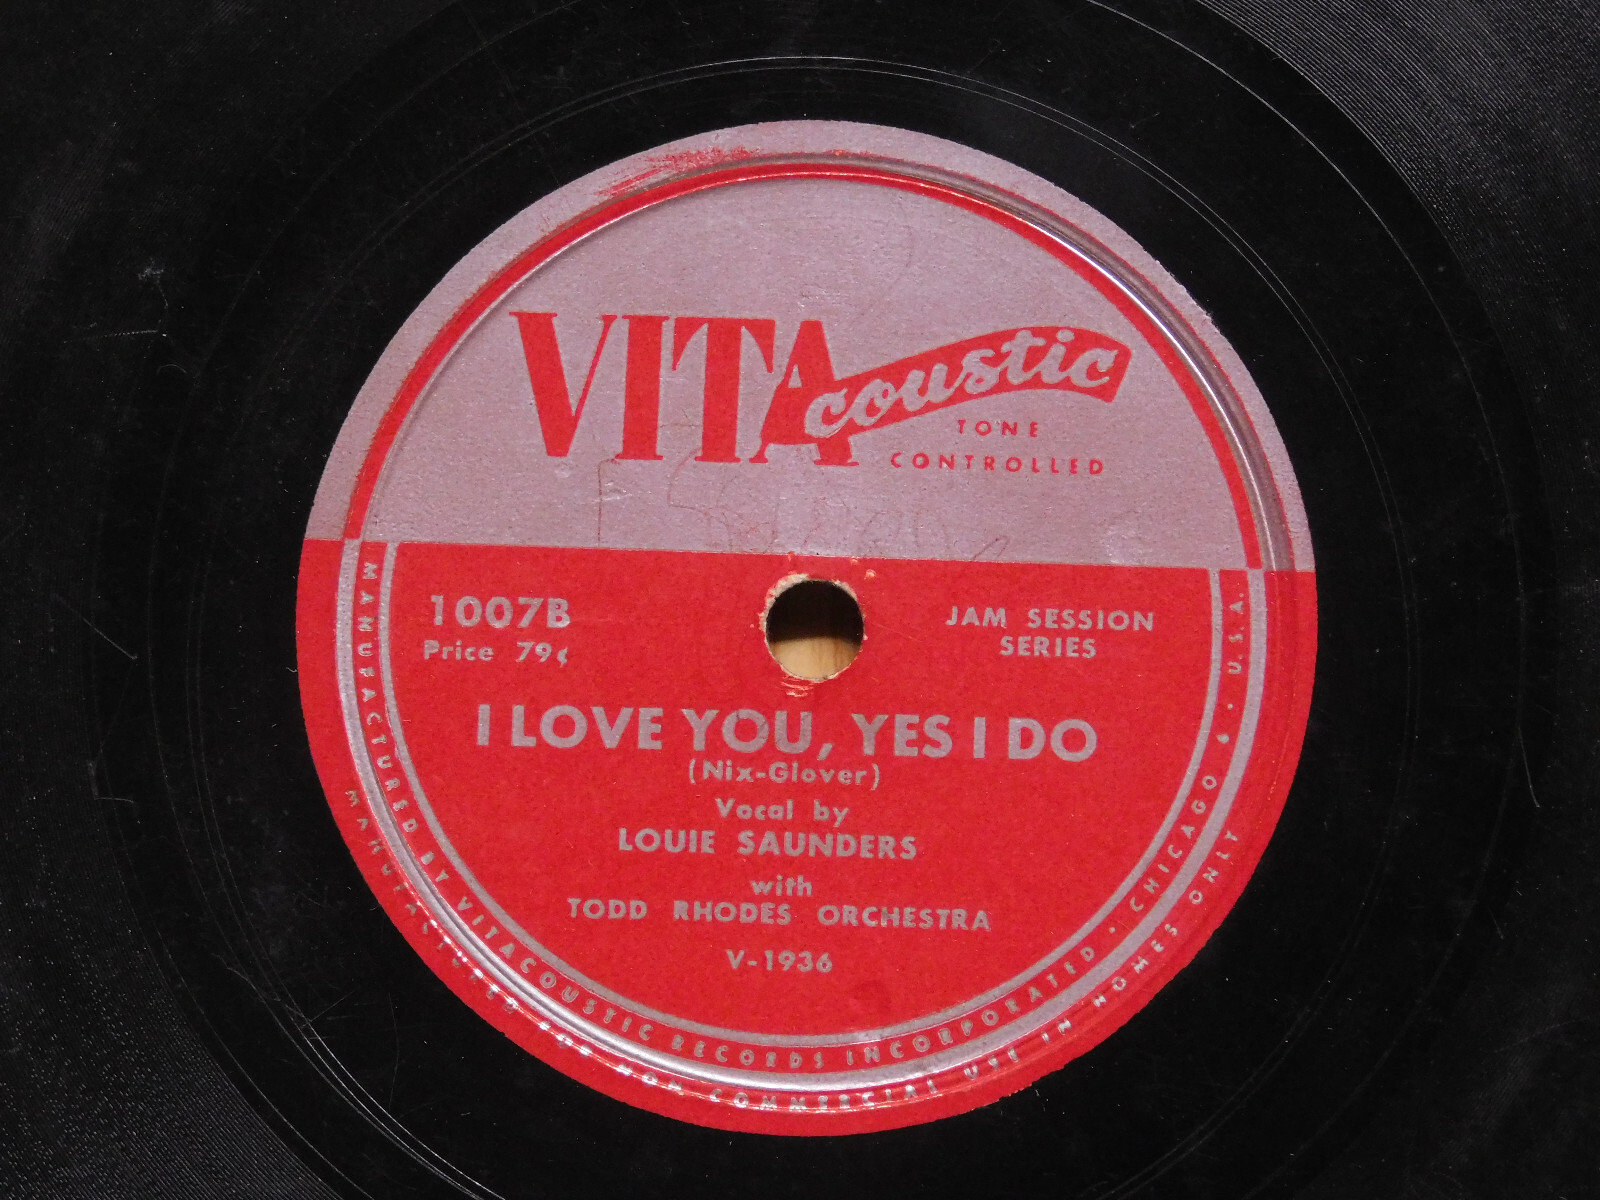 VITAcoustic
TONE
CONTROLLED
1007B
Price 79¢
JAM SESSION
SERIES
I LOVE YOU, YES I DO
(Nix-Glover)
Vocal by
LOUIE SAUNDERS
with
TODD RHODES ORCHESTRA
V-1936
MANUFACTURED BY VITACOUSTIC RECORDS INCORPORATED · CHICAGO 6 · U.S.A.
MANUFACTURED FOR NON COMMERCIAL USE IN HOMES ONLY